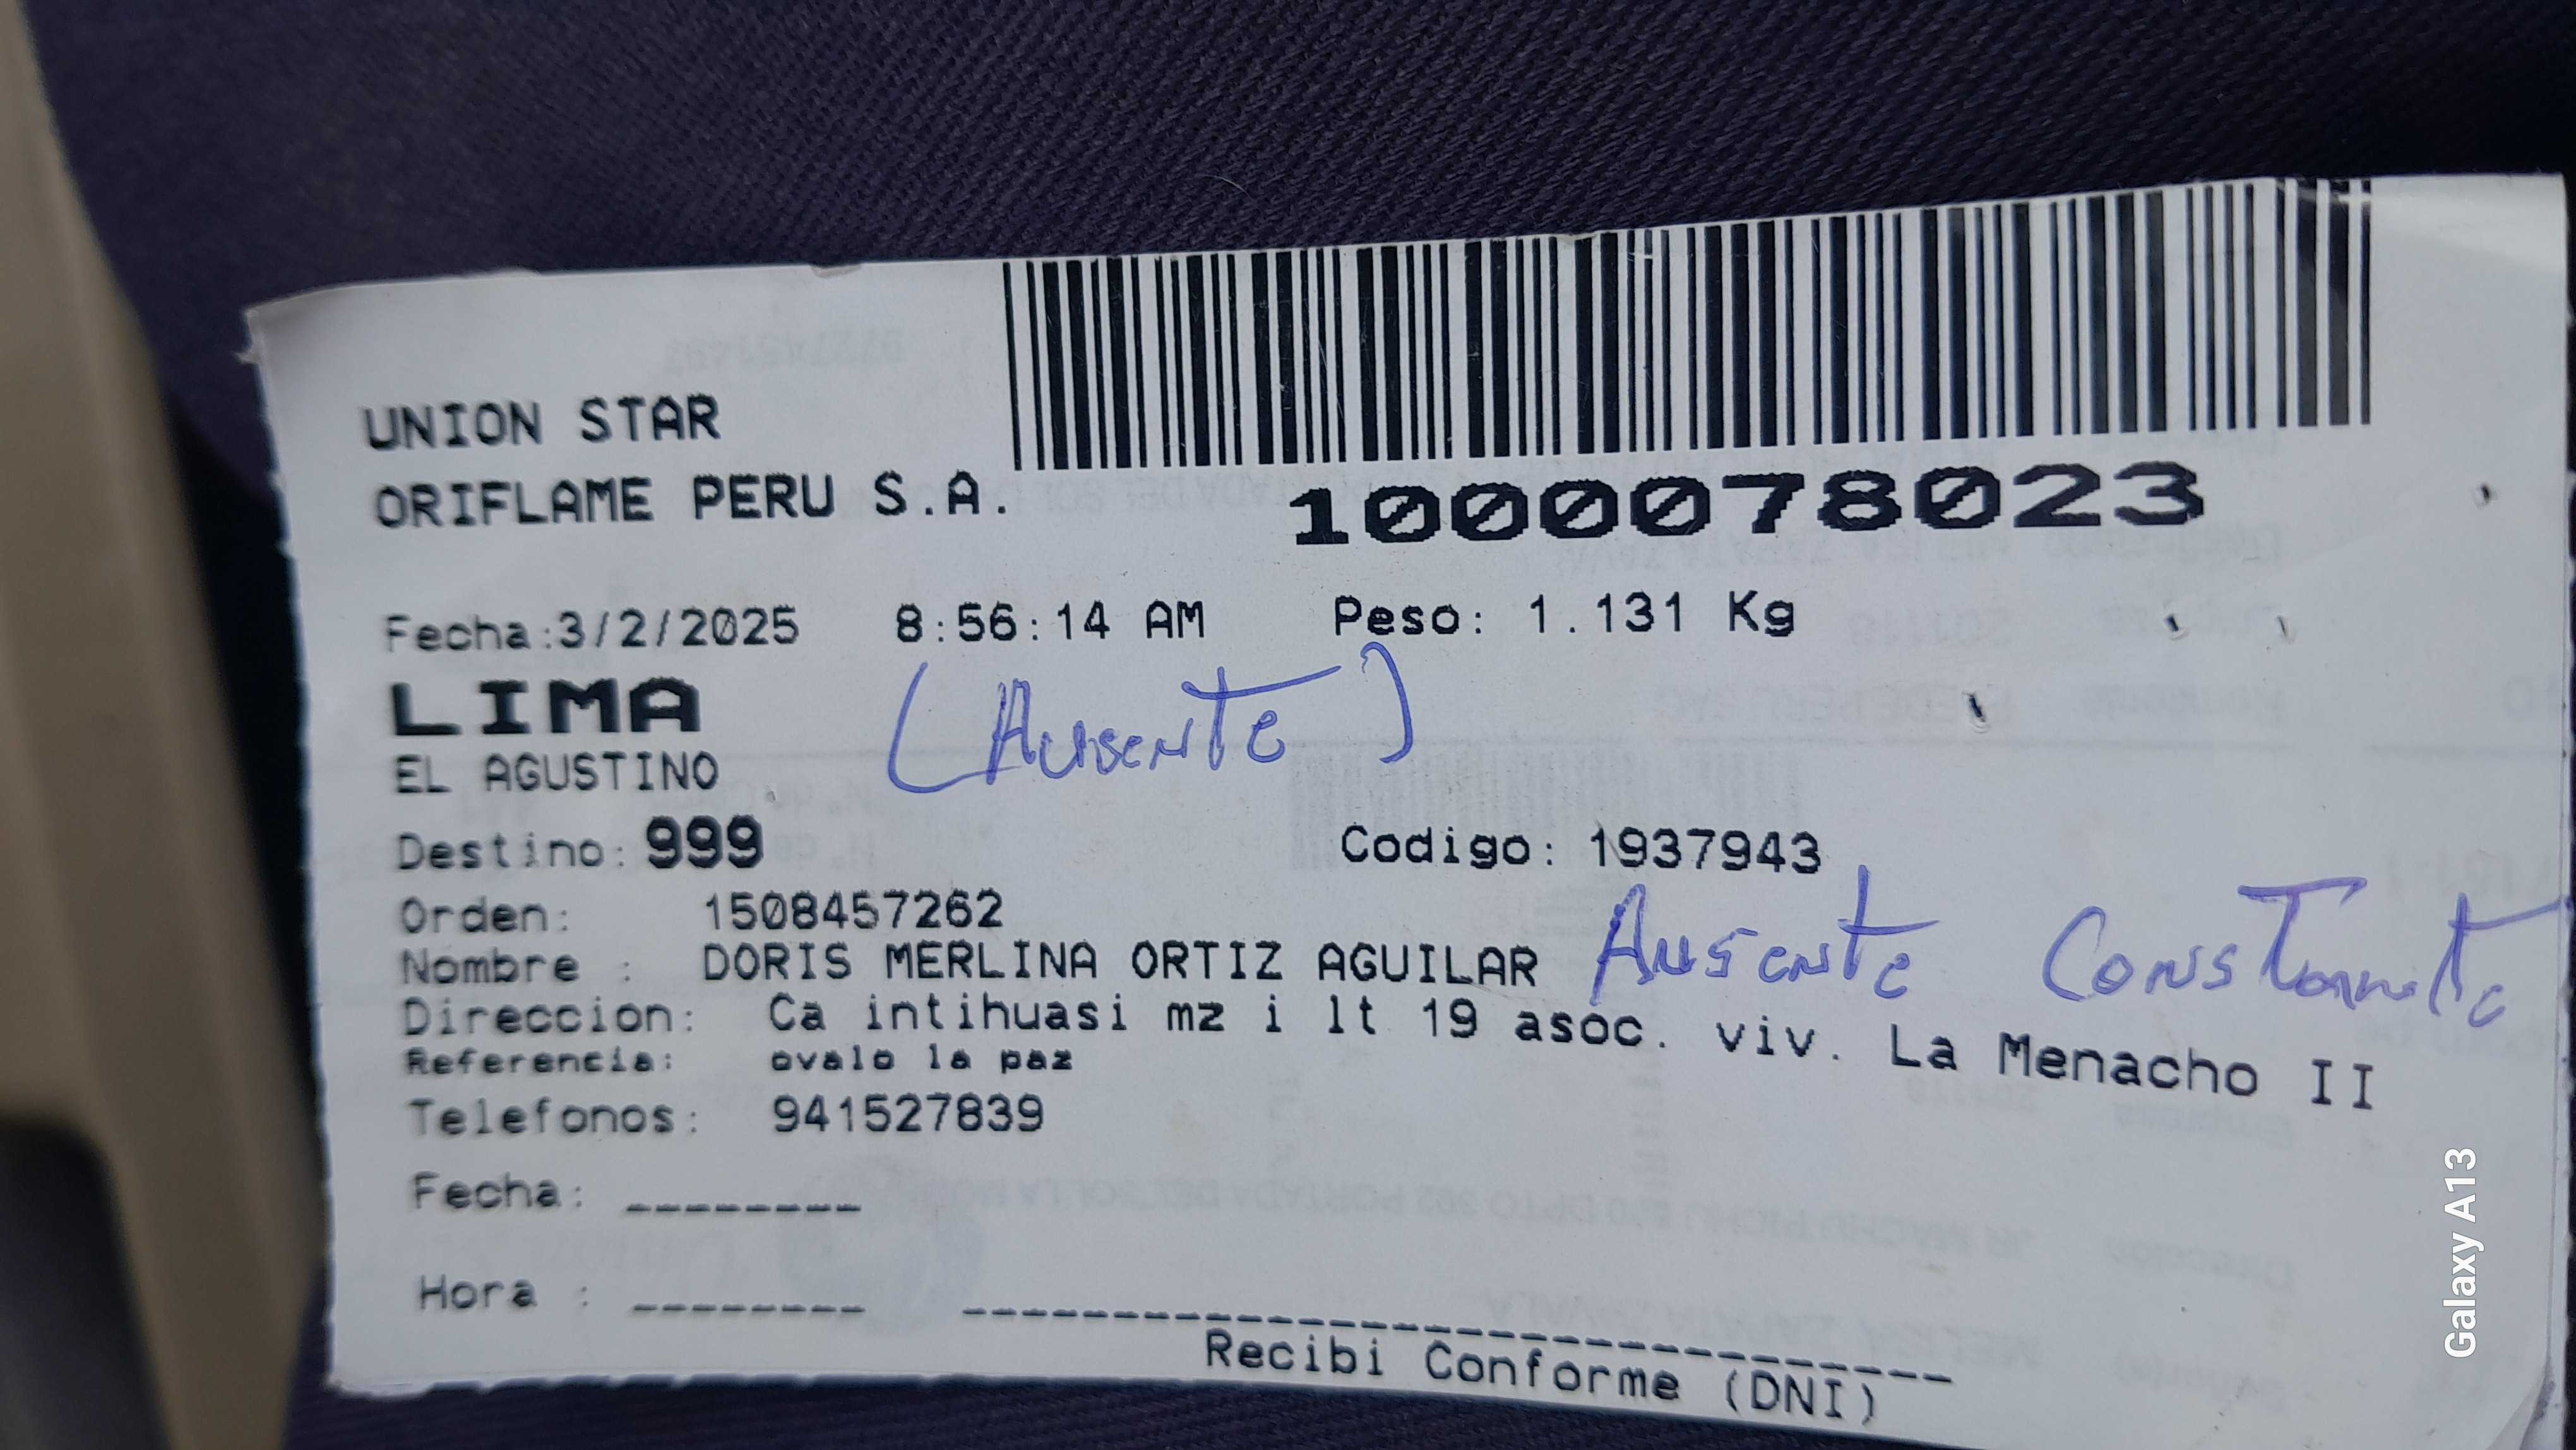 UNION STAR
ORIFLAME PERU S.A.
1000078023
Fecha:3/2/2025 8:56:14 AM Peso: 1.131 Kg
LIMA
(Ausente)
EL AGUSTINO
Destino: 999 Codigo: 1937943
Orden: 1508457262
Nombre : DORIS MERLINA ORTIZ AGUILAR
Ausente Constante
Direccion: Ca intihuasi mz i lt 19 asoc. viv. La Menacho II
Referencia: ovalo la paz
Telefonos: 941527839
Fecha: ________
Hora : ________
Recibi Conforme (DNI)
Galaxy A13